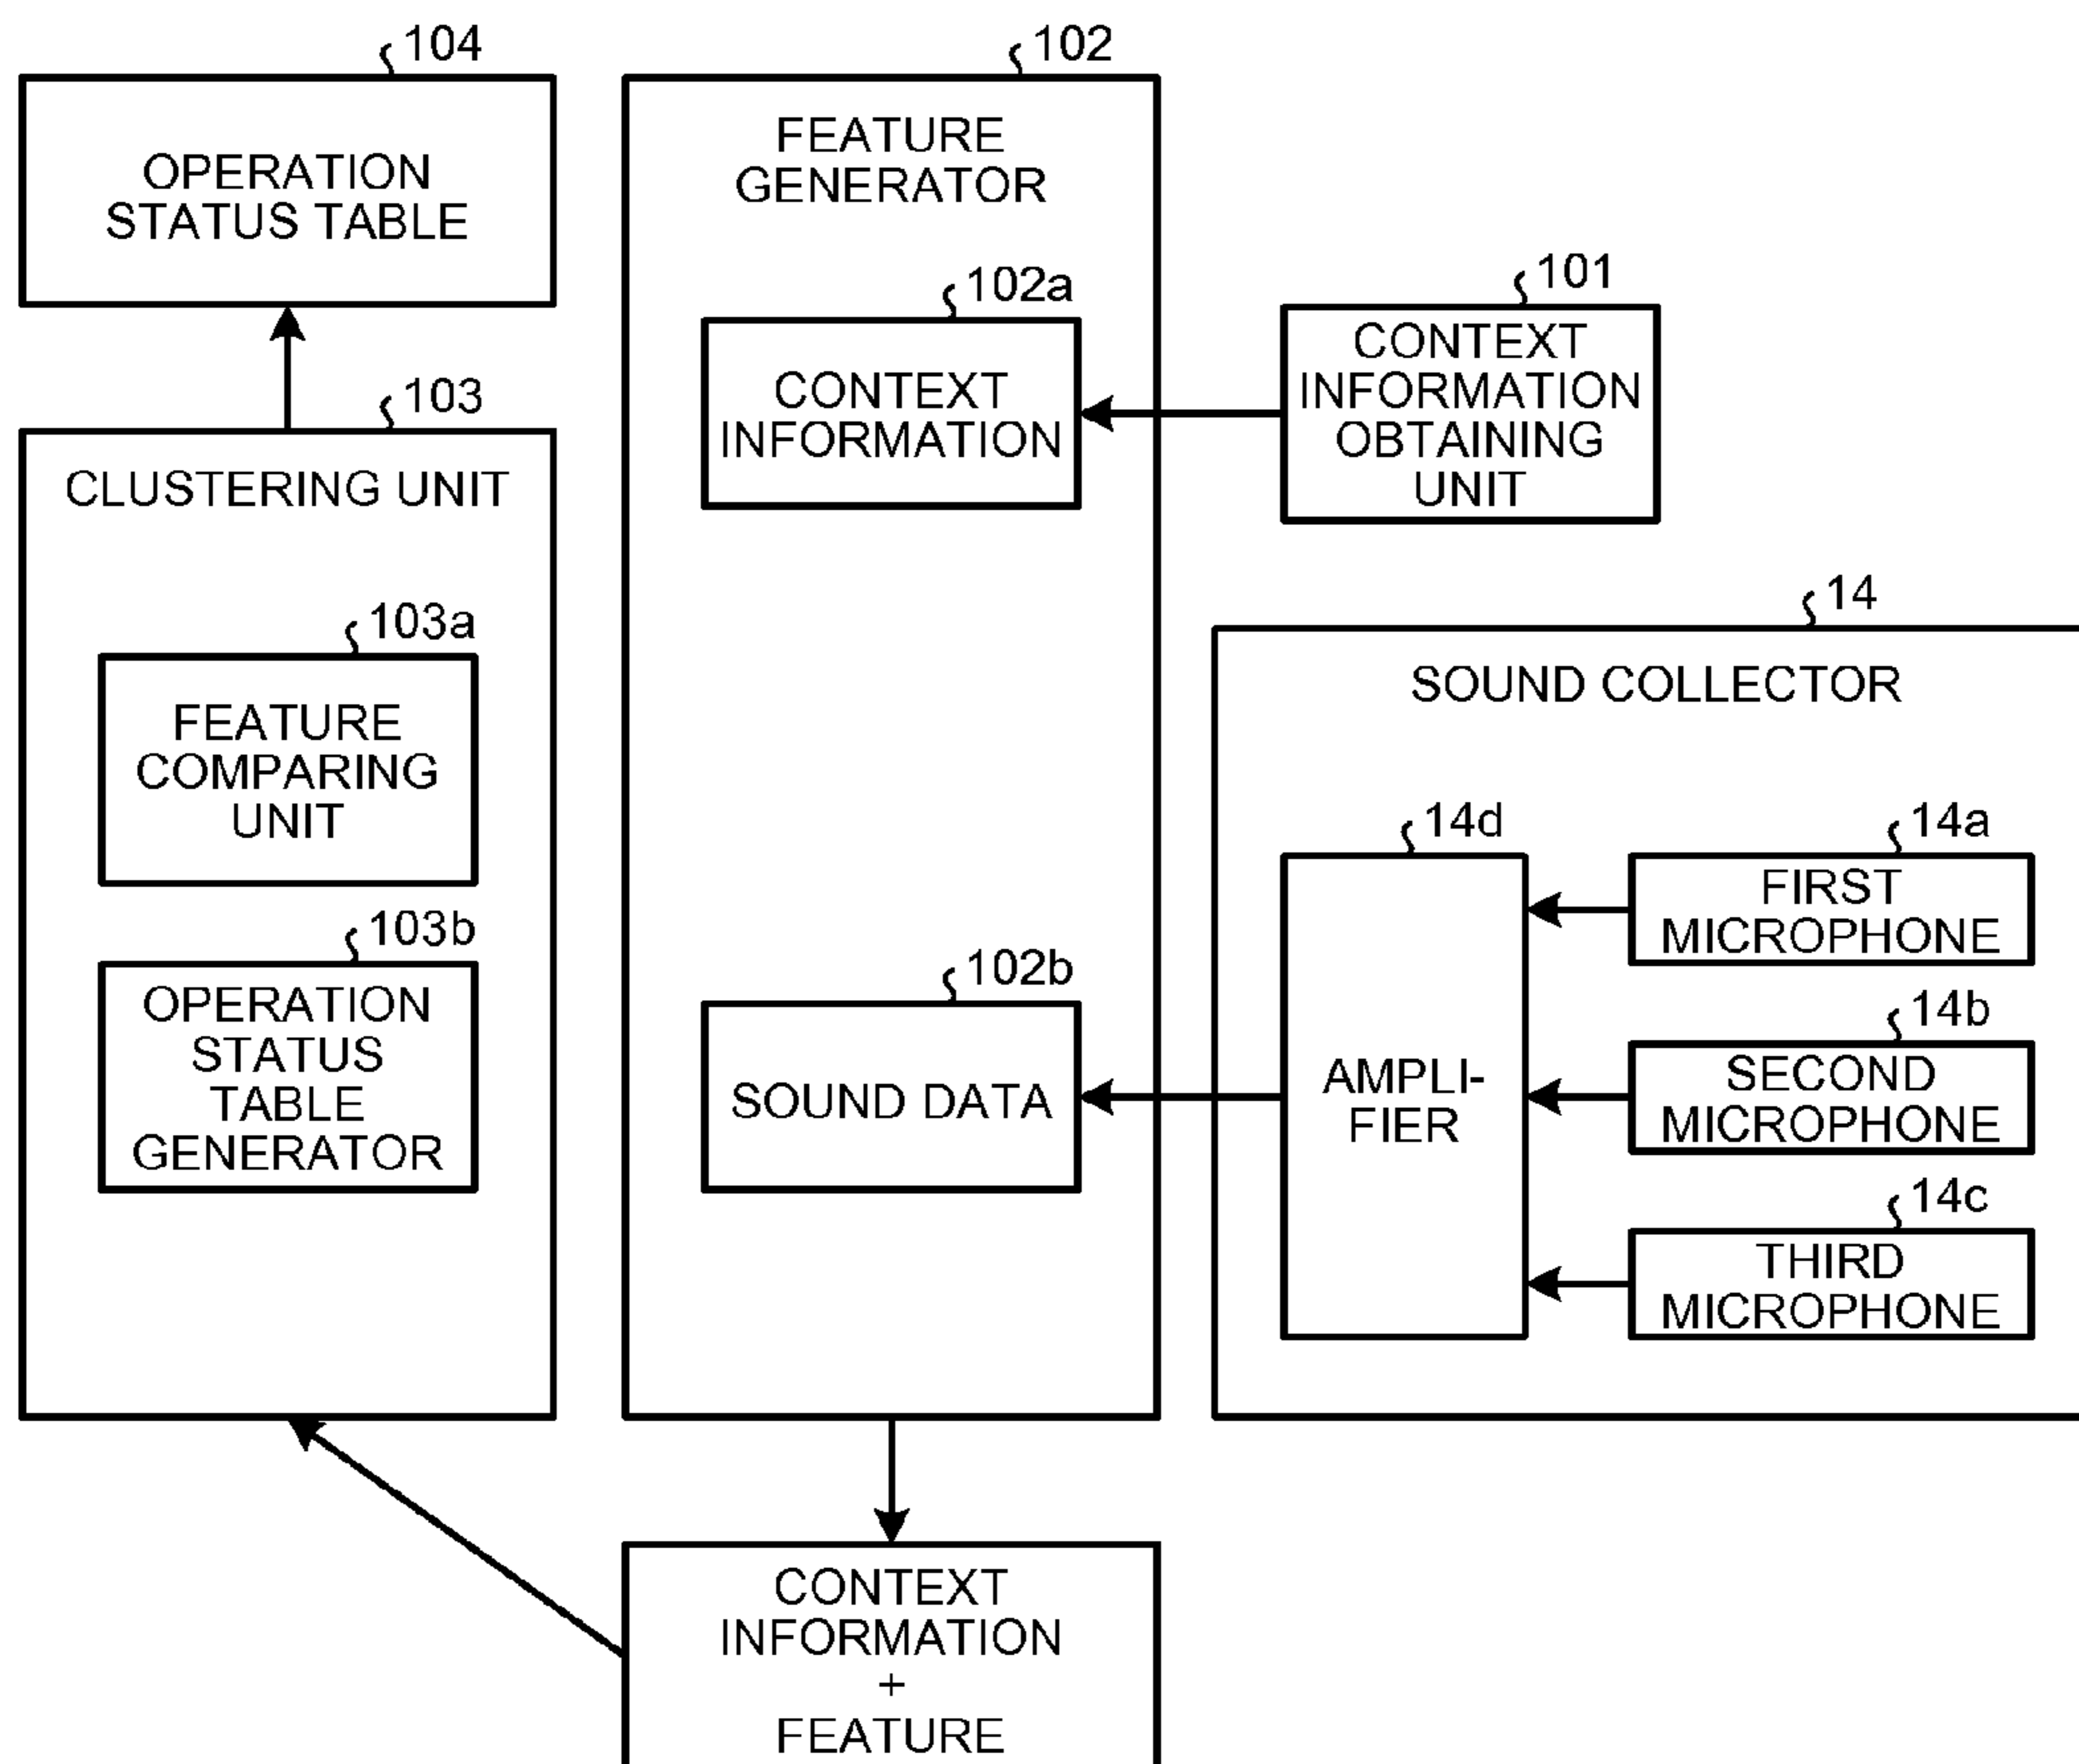 104
OPERATION
STATUS TABLE
103
CLUSTERING UNIT
103a
FEATURE
COMPARING
UNIT
103b
OPERATION
STATUS
TABLE
GENERATOR
102
FEATURE
GENERATOR
102a
CONTEXT
INFORMATION
102b
SOUND DATA
101
CONTEXT
INFORMATION
OBTAINING
UNIT
14
SOUND COLLECTOR
14d
AMPLI-
FIER
14a
FIRST
MICROPHONE
14b
SECOND
MICROPHONE
14c
THIRD
MICROPHONE
CONTEXT
INFORMATION
+
FEATURE